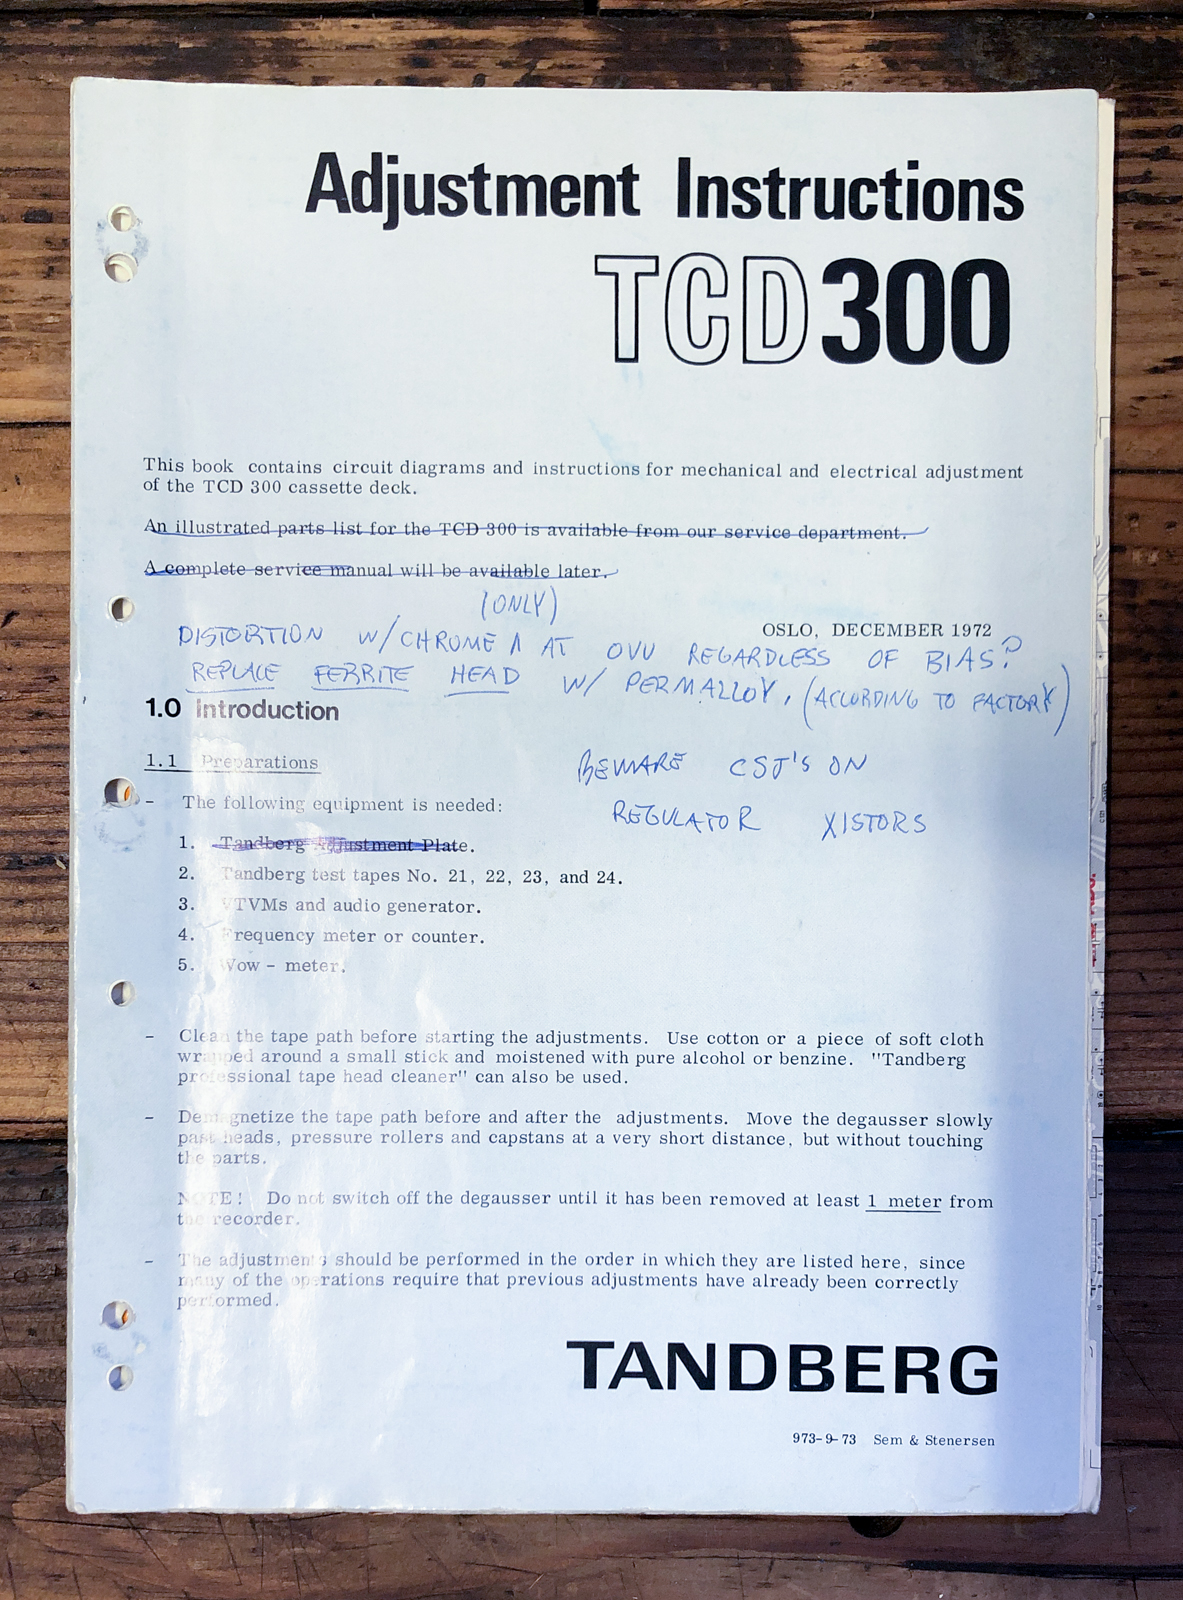 Adjustment Instructions
TCD300
This book contains circuit diagrams and instructions for mechanical and electrical adjustment
of the TCD 300 cassette deck.
An illustrated parts list for the TCD 300 is available from our service department.
A complete service manual will be available later.
(ONLY)
OSLO, DECEMBER 1972
DISTORTION W/CHROME Λ AT OVU REGARDLESS OF BIAS?
REPLACE FERRITE HEAD W/ PERMALLOY, (ACCORDING TO FACTORY)
1.0 Introduction
1.1 Preparations
BEWARE CSJ'S ON
REGULATOR XISTORS
- The following equipment is needed:
1. Tandberg Adjustment Plate.
2. Tandberg test tapes No. 21, 22, 23, and 24.
3. VTVMs and audio generator.
4. Frequency meter or counter.
5. Wow - meter.
- Clean the tape path before starting the adjustments. Use cotton or a piece of soft cloth
wrapped around a small stick and moistened with pure alcohol or benzine. "Tandberg
professional tape head cleaner" can also be used.
- Demagnetize the tape path before and after the adjustments. Move the degausser slowly
past heads, pressure rollers and capstans at a very short distance, but without touching
the parts.
NOTE! Do not switch off the degausser until it has been removed at least 1 meter from
the recorder.
- The adjustments should be performed in the order in which they are listed here, since
many of the operations require that previous adjustments have already been correctly
performed.
TANDBERG
973-9-73 Sem & Stenersen